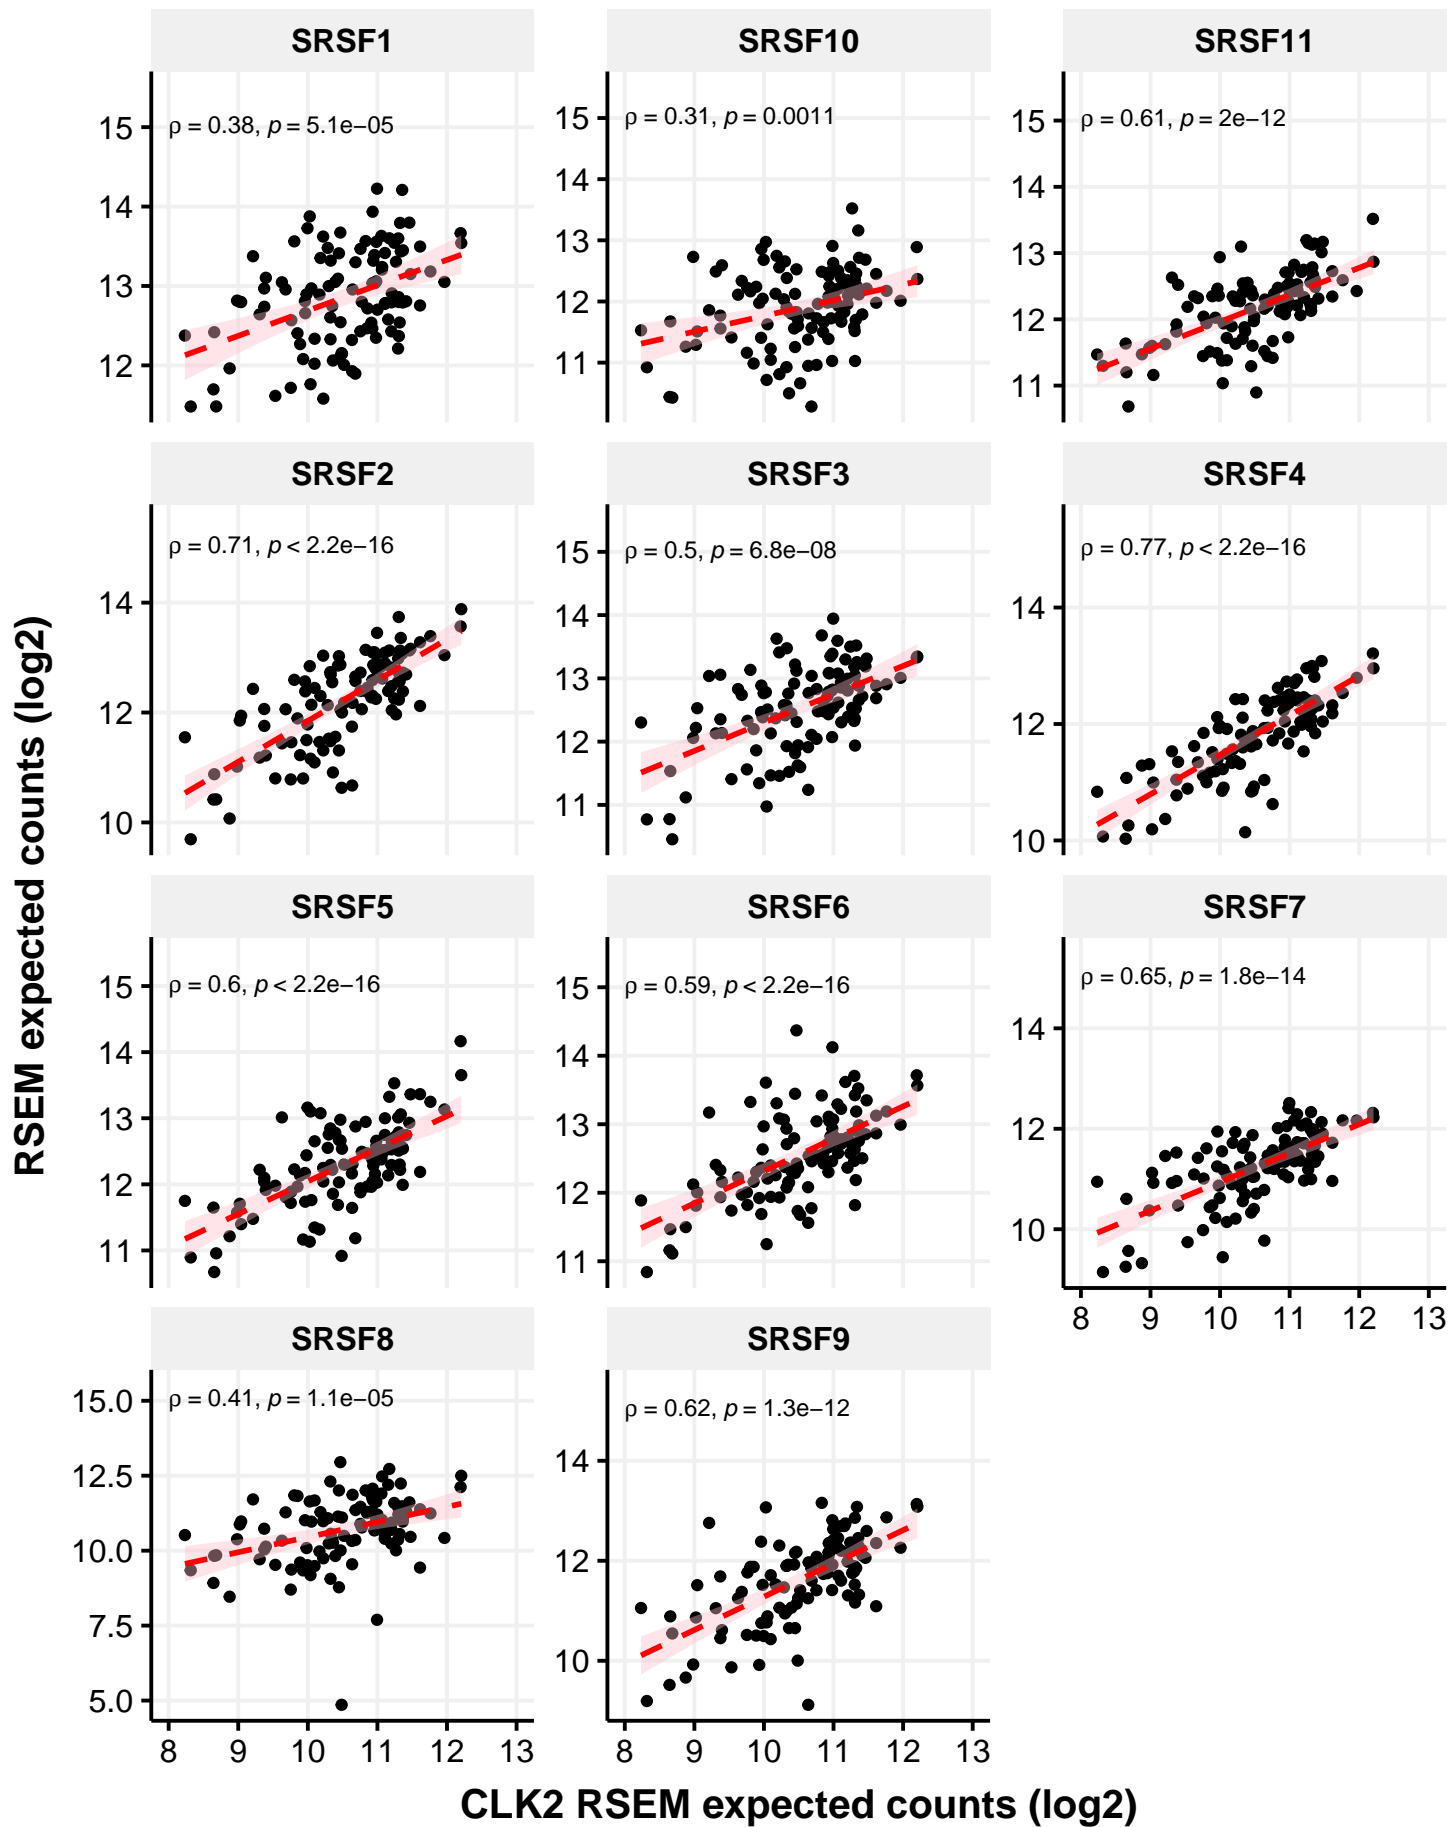 SRSF1
SRSF10
SRSF11
15
14
13
12
ρ = 0.38, p = 5.1e−05
15
14
13
12
11
ρ = 0.31, p = 0.0011
15
14
13
12
11
ρ = 0.61, p = 2e−12
SRSF2
SRSF3
SRSF4
14
12
10
ρ = 0.71, p < 2.2e−16
15
14
13
12
11
ρ = 0.5, p = 6.8e−08
14
12
10
ρ = 0.77, p < 2.2e−16
RSEM expected counts (log2)
SRSF5
SRSF6
SRSF7
15
14
13
12
11
ρ = 0.6, p < 2.2e−16
15
14
13
12
11
ρ = 0.59, p < 2.2e−16
14
12
10
ρ = 0.65, p = 1.8e−14
8 9 10 11 12 13
SRSF8
SRSF9
15.0
12.5
10.0
7.5
5.0
ρ = 0.41, p = 1.1e−05
14
12
10
ρ = 0.62, p = 1.3e−12
8 9 10 11 12 13
8 9 10 11 12 13
CLK2 RSEM expected counts (log2)